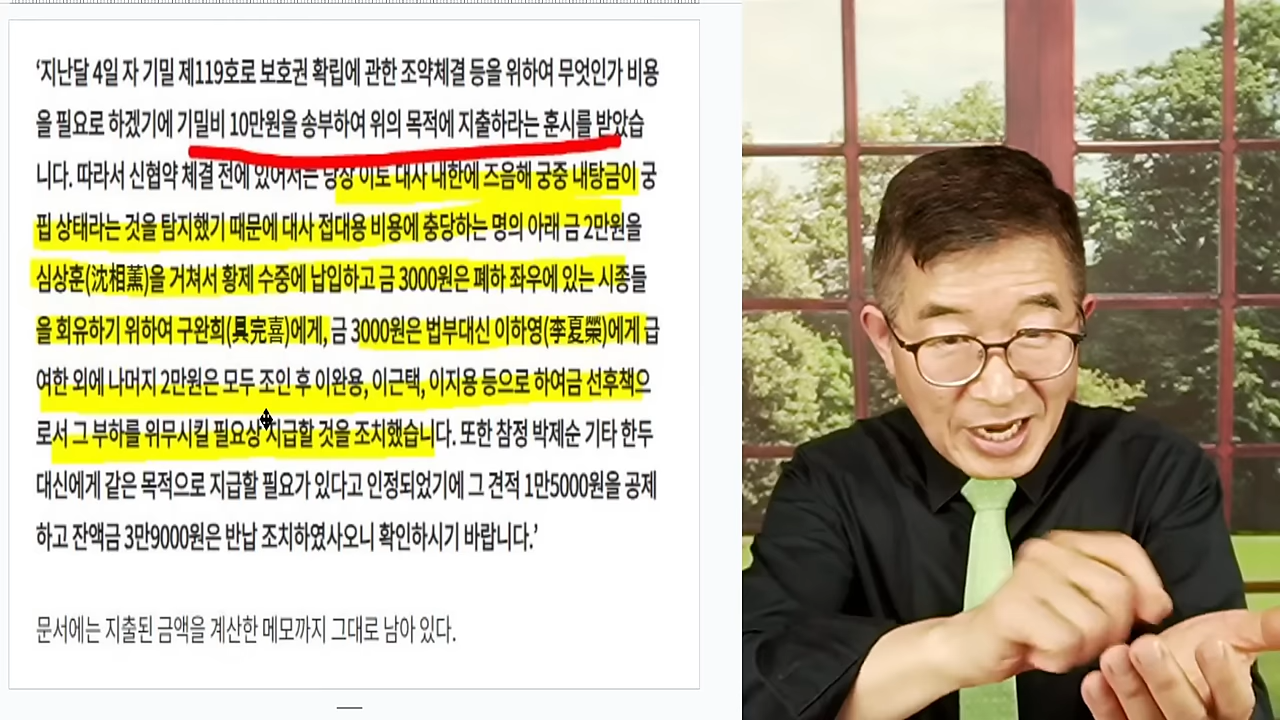 ‘지난달 4일 자 기밀 제119호로 보호권 확립에 관한 조약체결 등을 위하여 무엇인가 비용
을 필요로 하겠기에 기밀비 10만원을 송부하여 위의 목적에 지출하라는 훈시를 받았습
니다. 따라서 신협약 체결 전에 있어서는 당장 이토 대사 내한에 즈음해 궁중 내탕금이 궁
핍 상태라는 것을 탐지했기 때문에 대사 접대용 비용에 충당하는 명의 아래 금 2만원을
심상훈(沈相薰)을 거쳐서 황제 수중에 납입하고 금 3000원은 폐하 좌우에 있는 시종들
을 회유하기 위하여 구완희(具完喜)에게, 금 3000원은 법부대신 이하영(李夏榮)에게 급
여한 외에 나머지 2만원은 모두 조인 후 이완용, 이근택, 이지용 등으로 하여금 선후책으
로서 그 부하를 위무시킬 필요상 지급할 것을 조치했습니다. 또한 참정 박제순 기타 한두
대신에게 같은 목적으로 지급할 필요가 있다고 인정되었기에 그 견적 1만5000원을 공제
하고 잔액금 3만9000원은 반납 조치하였사오니 확인하시기 바랍니다.’
문서에는 지출된 금액을 계산한 메모까지 그대로 남아 있다.